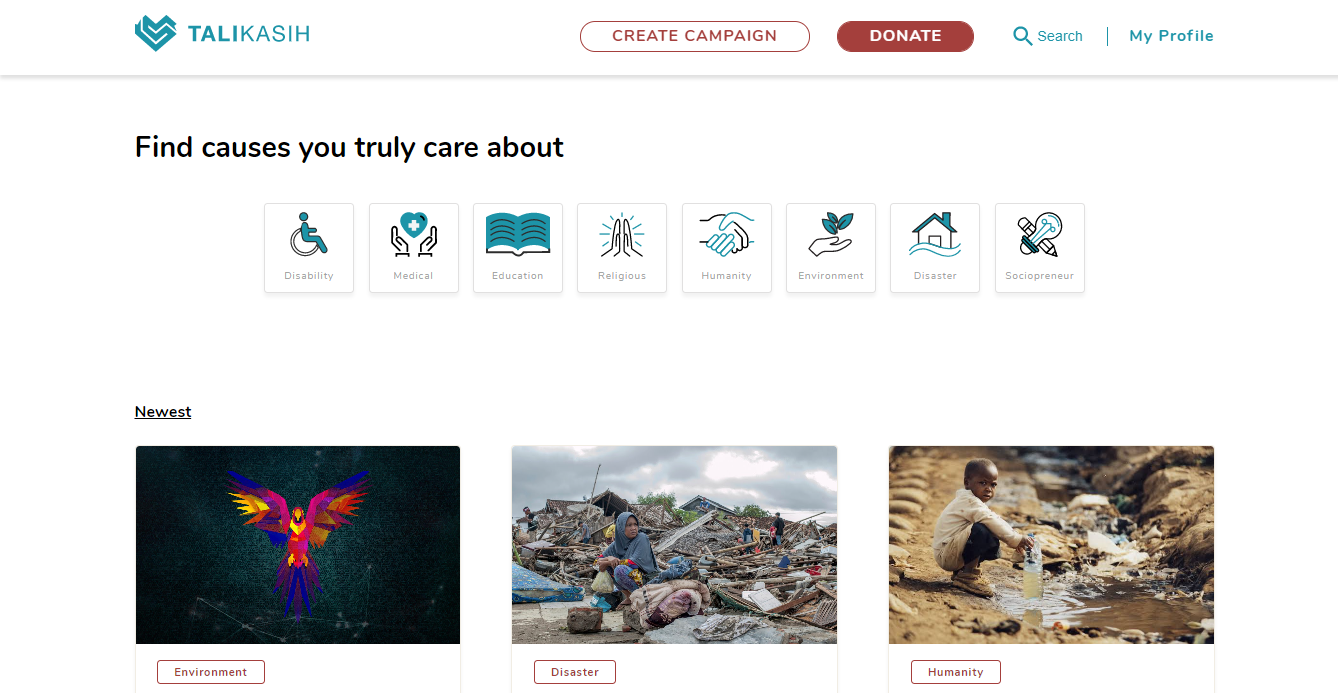 TALIKASIH
CREATE CAMPAIGN
DONATE
Search
My Profile
Find causes you truly care about
Disability
Medical
Education
Religious
Humanity
Environment
Disaster
Sociopreneur
Newest
Environment
Disaster
Humanity